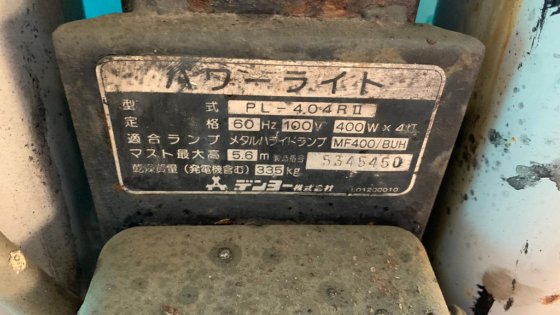 パワーライト
型式 PL-404RⅡ
定格 60Hz 100V 400W×4灯
適合ランプ メタルハライドランプ MF400/BUH
マスト最大高 5.6m 製造番号 5345450
乾燥質量(発電機含む) 335kg
デンヨー株式会社 L01200010